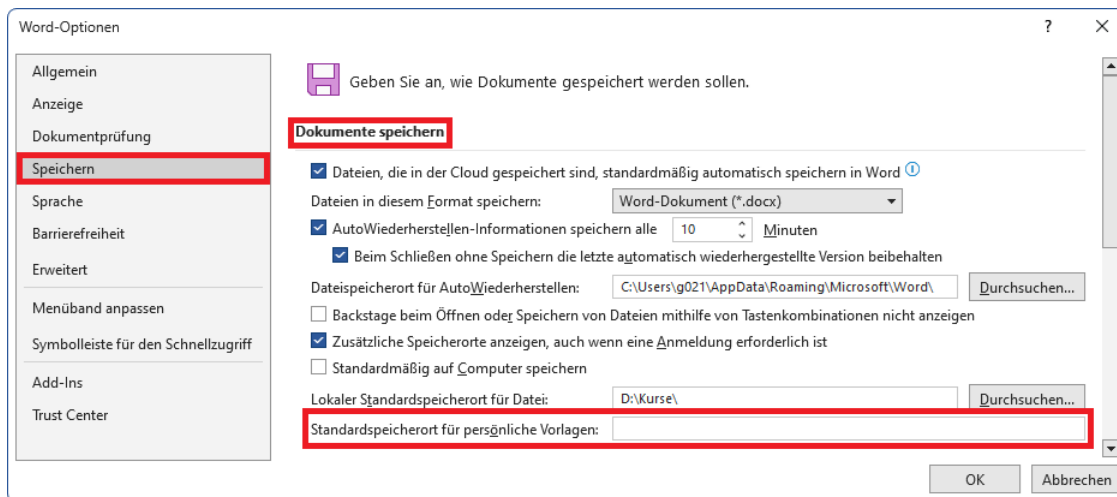 Word-Optionen ?
Allgemein
Anzeige
Dokumentprüfung
Speichern
Sprache
Barrierefreiheit
Erweitert
Menüband anpassen
Symbolleiste für den Schnellzugriff
Add-Ins
Trust Center
Geben Sie an, wie Dokumente gespeichert werden sollen.
Dokumente speichern
Dateien, die in der Cloud gespeichert sind, standardmäßig automatisch speichern in Word
Dateien in diesem Format speichern: Word-Dokument (*.docx)
AutoWiederherstellen-Informationen speichern alle 10 Minuten
Beim Schließen ohne Speichern die letzte automatisch wiederhergestellte Version beibehalten
Dateispeicherort für AutoWiederherstellen: C:\Users\g021\AppData\Roaming\Microsoft\Word\ Durchsuchen...
Backstage beim Öffnen oder Speichern von Dateien mithilfe von Tastenkombinationen nicht anzeigen
Zusätzliche Speicherorte anzeigen, auch wenn eine Anmeldung erforderlich ist
Standardmäßig auf Computer speichern
Lokaler Standardspeicherort für Datei: D:\Kurse\ Durchsuchen...
Standardspeicherort für persönliche Vorlagen:
OK Abbrechen